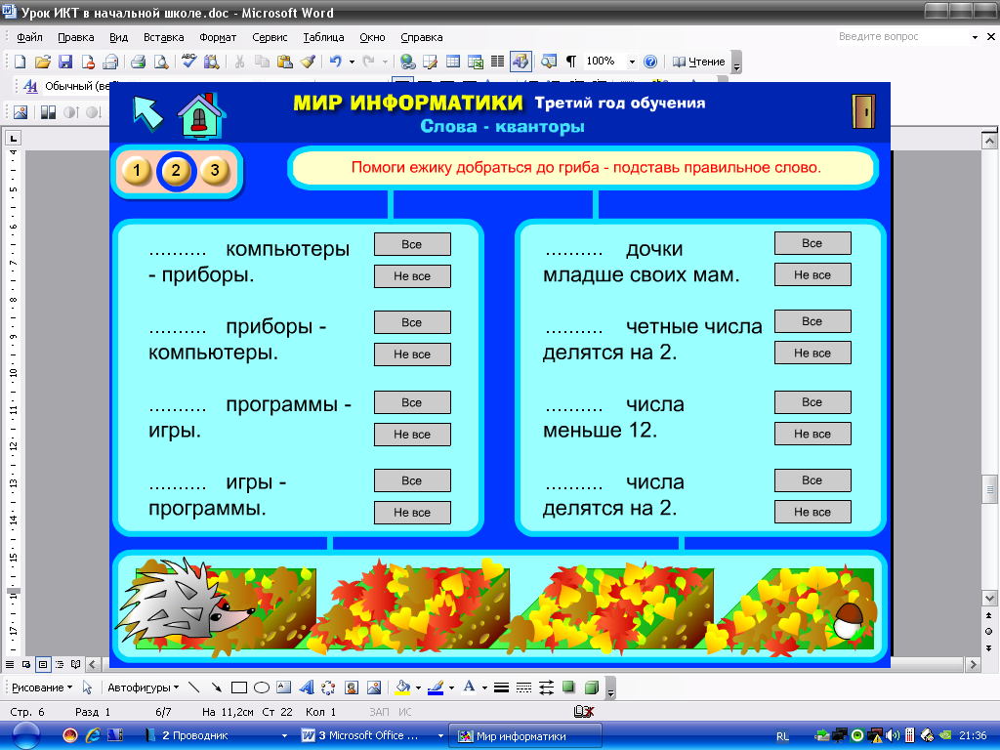 Урок ИКТ в начальной школе.doc - Microsoft Word
Файл Правка Вид Вставка Формат Сервис Таблица Окно Справка
Введите вопрос
100%
Чтение
Обычный (ве
МИР ИНФОРМАТИКИ Третий год обучения
Слова - кванторы
1 2 3
Помоги ежику добраться до гриба - подставь правильное слово.
.......... компьютеры
- приборы.
Все
Не все
.......... приборы -
компьютеры.
Все
Не все
.......... программы -
игры.
Все
Не все
.......... игры -
программы.
Все
Не все
.......... дочки
младше своих мам.
Все
Не все
.......... четные числа
делятся на 2.
Все
Не все
.......... числа
меньше 12.
Все
Не все
.......... числа
делятся на 2.
Все
Не все
Рисование Автофигуры
Стр. 6 Разд 1 6/7 На 11,2см Ст 22 Кол 1 ЗАП ИС
2 Проводник 3 Microsoft Office ... Мир информатики RL 21:36